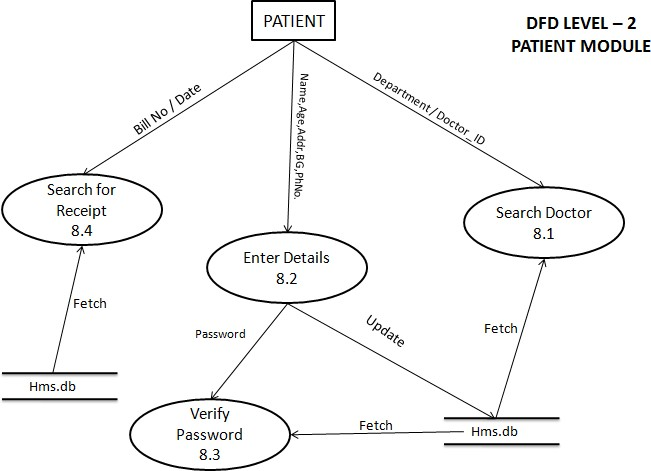 PATIENT
DFD LEVEL – 2
PATIENT MODULE
Bill No / Date
Name,Age,Addr,BG,PhNo.
Department / Doctor_ID
Search for
Receipt
8.4
Search Doctor
8.1
Enter Details
8.2
Fetch
Password
Update
Fetch
Hms.db
Verify
Password
8.3
Fetch
Hms.db